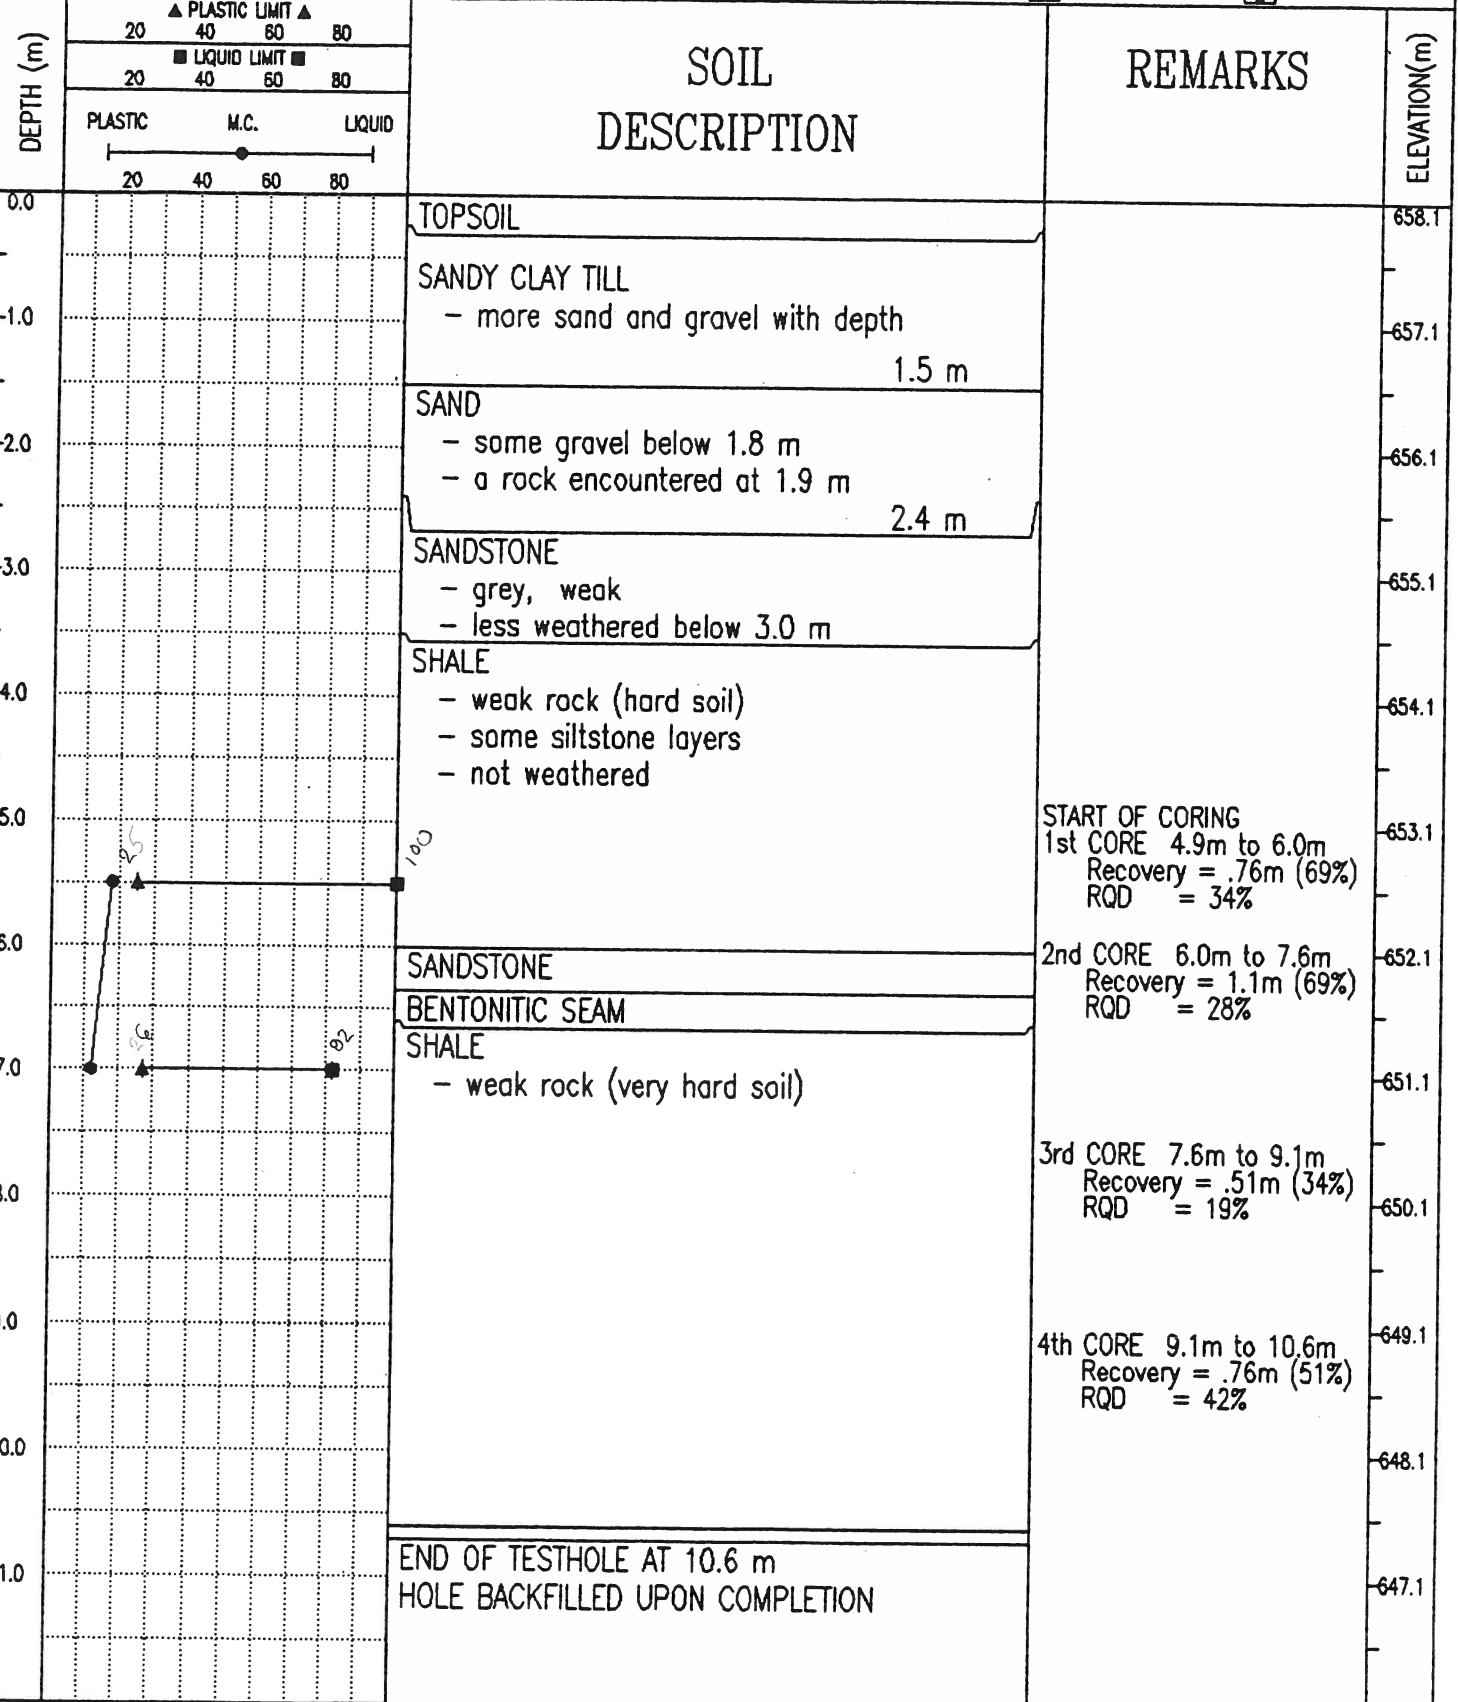 ▲ PLASTIC LIMIT ▲
20 40 60 80
■ LIQUID LIMIT ■
20 40 60 80
PLASTIC M.C. LIQUID
20 40 60 80
DEPTH (m)
SOIL
DESCRIPTION
REMARKS
ELEVATION(m)
0.0
TOPSOIL
658.1
SANDY CLAY TILL
-1.0
- more sand and gravel with depth
657.1
1.5 m
SAND
-2.0
- some gravel below 1.8 m
656.1
- a rock encountered at 1.9 m
2.4 m
SANDSTONE
-3.0
- grey, weak
655.1
- less weathered below 3.0 m
SHALE
4.0
- weak rock (hard soil)
654.1
- some siltstone layers
- not weathered
5.0
START OF CORING
653.1
1st CORE 4.9m to 6.0m
25
100
Recovery = .76m (69%)
RQD = 34%
6.0
SANDSTONE
2nd CORE 6.0m to 7.6m
652.1
Recovery = 1.1m (69%)
RQD = 28%
BENTONITIC SEAM
26
82
SHALE
7.0
- weak rock (very hard soil)
651.1
3rd CORE 7.6m to 9.1m
Recovery = .51m (34%)
RQD = 19%
8.0
650.1
.0
649.1
4th CORE 9.1m to 10.6m
Recovery = .76m (51%)
RQD = 42%
0.0
648.1
END OF TESTHOLE AT 10.6 m
1.0
HOLE BACKFILLED UPON COMPLETION
647.1